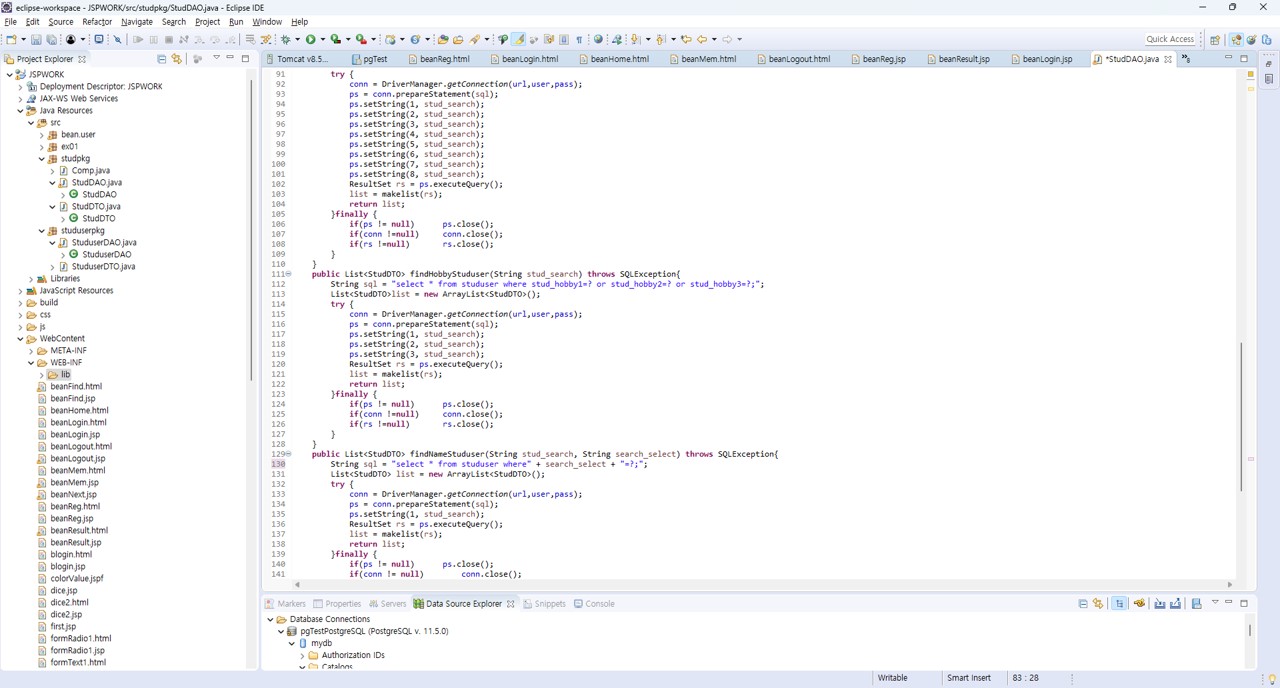 eclipse-workspace - JSPWORK/src/studpkg/StudDAO.java - Eclipse IDE
File Edit Source Refactor Navigate Search Project Run Window Help
Quick Access
Project Explorer
Tomcat v8.5... pgTest beanReg.html beanLogin.html beanHome.html beanMem.html beanLogout.html beanReg.jsp beanResult.jsp beanLogin.jsp *StudDAO.java
JSPWORK
Deployment Descriptor: JSPWORK
JAX-WS Web Services
Java Resources
src
bean.user
ex01
studpkg
Comp.java
StudDAO.java
StudDAO
StudDTO.java
StudDTO
studuserpkg
StuduserDAO.java
StuduserDAO
StuduserDTO.java
Libraries
JavaScript Resources
build
css
js
WebContent
META-INF
WEB-INF
lib
beanFind.html
beanFind.jsp
beanHome.html
beanLogin.html
beanLogin.jsp
beanLogout.html
beanLogout.jsp
beanMem.html
beanMem.jsp
beanNext.jsp
beanReg.html
beanReg.jsp
beanResult.html
beanResult.jsp
blogin.html
blogin.jsp
colorValue.jspf
dice.jsp
dice2.html
dice2.jsp
first.jsp
formRadio1.html
formRadio1.jsp
formText1.html
91 try {
92 conn = DriverManager.getConnection(url,user,pass);
93 ps = conn.prepareStatement(sql);
94 ps.setString(1, stud_search);
95 ps.setString(2, stud_search);
96 ps.setString(3, stud_search);
97 ps.setString(4, stud_search);
98 ps.setString(5, stud_search);
99 ps.setString(6, stud_search);
100 ps.setString(7, stud_search);
101 ps.setString(8, stud_search);
102 ResultSet rs = ps.executeQuery();
103 list = makelist(rs);
104 return list;
105 }finally {
106 if(ps != null) ps.close();
107 if(conn !=null) conn.close();
108 if(rs !=null) rs.close();
109 }
110 }
111 public List<StudDTO> findHobbyStuduser(String stud_search) throws SQLException{
112 String sql = "select * from studuser where stud_hobby1=? or stud_hobby2=? or stud_hobby3=?;";
113 List<StudDTO>list = new ArrayList<StudDTO>();
114 try {
115 conn = DriverManager.getConnection(url,user,pass);
116 ps = conn.prepareStatement(sql);
117 ps.setString(1, stud_search);
118 ps.setString(2, stud_search);
119 ps.setString(3, stud_search);
120 ResultSet rs = ps.executeQuery();
121 list = makelist(rs);
122 return list;
123 }finally {
124 if(ps != null) ps.close();
125 if(conn !=null) conn.close();
126 if(rs !=null) rs.close();
127 }
128 }
129 public List<StudDTO> findNameStuduser(String stud_search, String search_select) throws SQLException{
130 String sql = "select * from studuser where" + search_select + "=?;";
131 List<StudDTO> list = new ArrayList<StudDTO>();
132 try {
133 conn = DriverManager.getConnection(url,user,pass);
134 ps = conn.prepareStatement(sql);
135 ps.setString(1, stud_search);
136 ResultSet rs = ps.executeQuery();
137 list = makelist(rs);
138 return list;
139 }finally {
140 if(ps != null) ps.close();
141 if(conn != null) conn.close();
Markers Properties Servers Data Source Explorer Snippets Console
Database Connections
pgTestPostgreSQL (PostgreSQL v. 11.5.0)
mydb
Authorization IDs
Catalogs
Writable Smart Insert 83 : 28